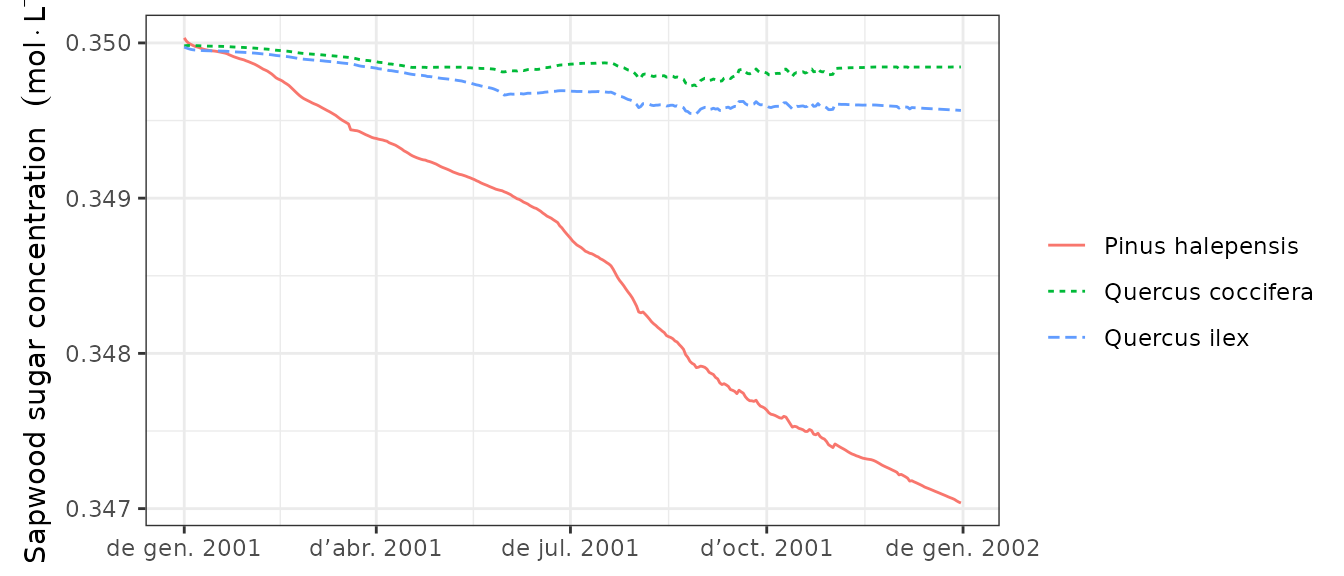 Sapwood sugar concentration (mol· L⁻
0.350
0.349
0.348
0.347
de gen. 2001
d’abr. 2001
de jul. 2001
d’oct. 2001
de gen. 2002
Pinus halepensis
Quercus coccifera
Quercus ilex